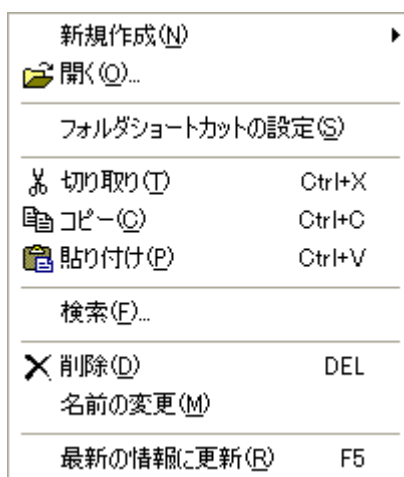 新規作成(N)
開く(O)...
フォルダショートカットの設定(S)
切り取り(T) Ctrl+X
コピー(C) Ctrl+C
貼り付け(P) Ctrl+V
検索(F)...
削除(D) DEL
名前の変更(M)
最新の情報に更新(R) F5